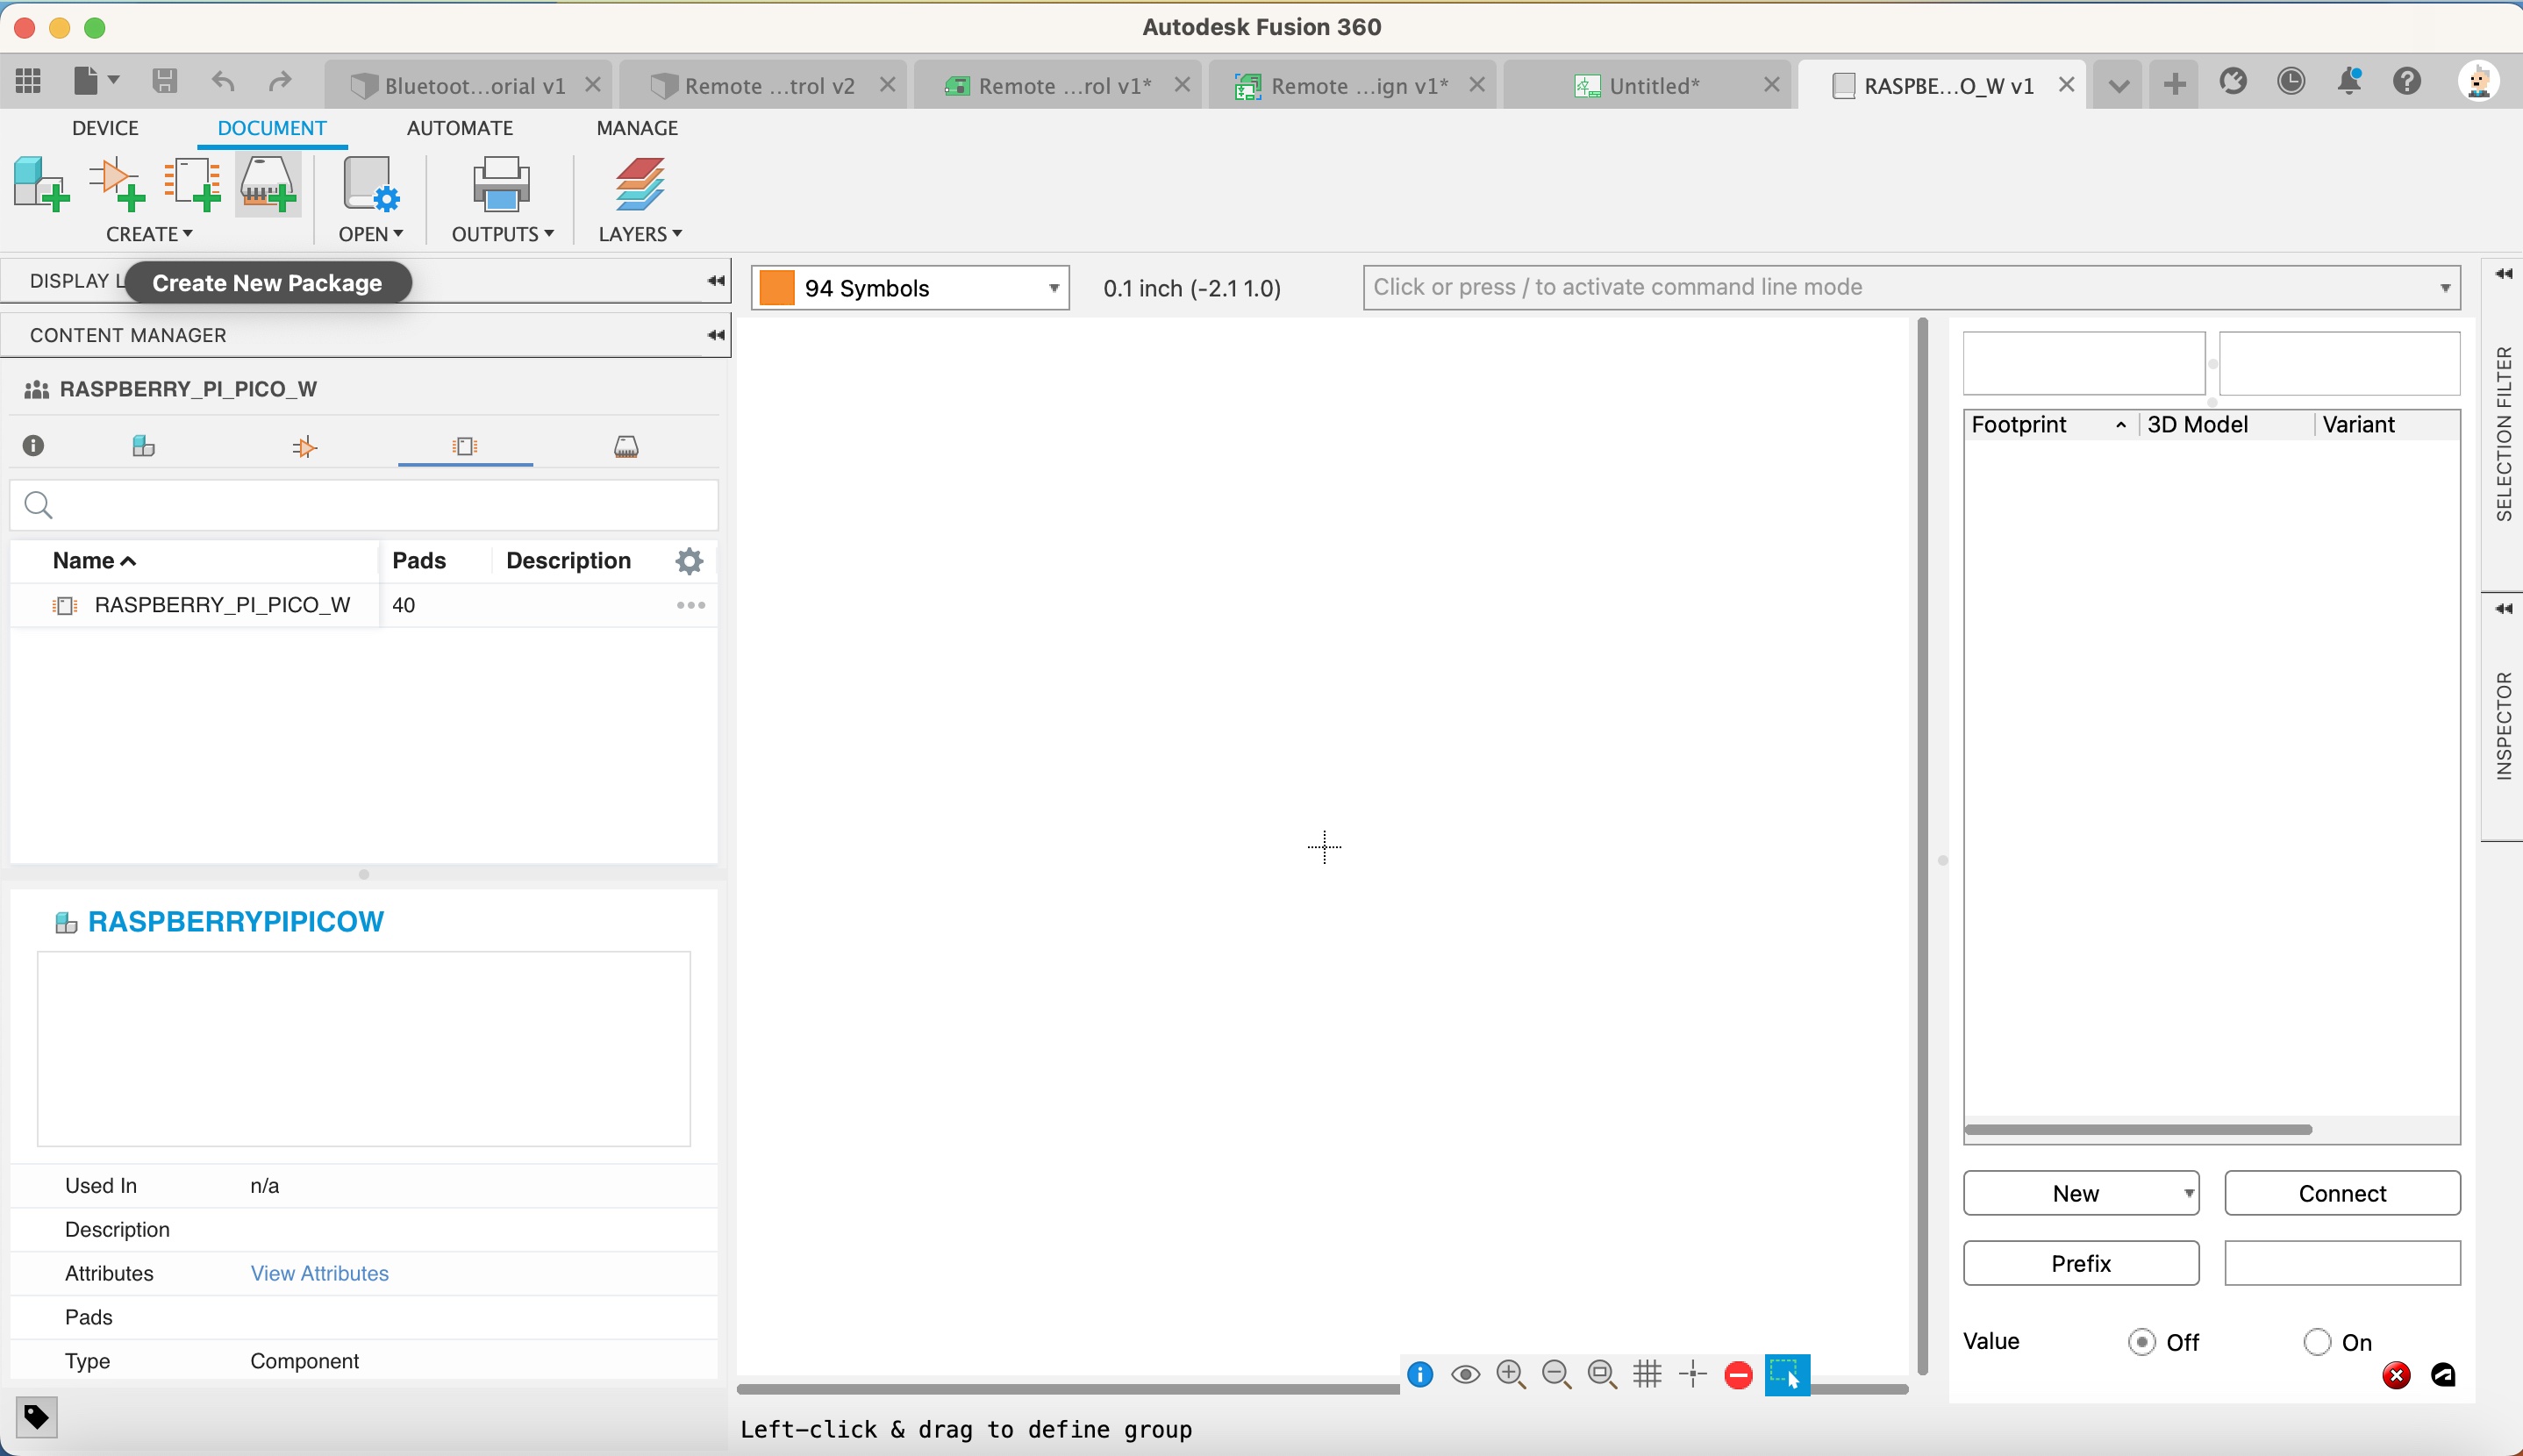 Autodesk Fusion 360
Bluetoot...orial v1
Remote ...trol v2
Remote ...rol v1*
Remote ...ign v1*
Untitled*
RASPBE...O_W v1
DEVICE
DOCUMENT
AUTOMATE
MANAGE
CREATE
OPEN
OUTPUTS
LAYERS
DISPLAY L
Create New Package
94 Symbols
0.1 inch (-2.1 1.0)
Click or press / to activate command line mode
CONTENT MANAGER
RASPBERRY_PI_PICO_W
Name
Pads
Description
RASPBERRY_PI_PICO_W
40
RASPBERRYPIPICOW
Used In
n/a
Description
Attributes
View Attributes
Pads
Type
Component
Left-click & drag to define group
Footprint
3D Model
Variant
New
Connect
Prefix
Value
Off
On
SELECTION FILTER
INSPECTOR